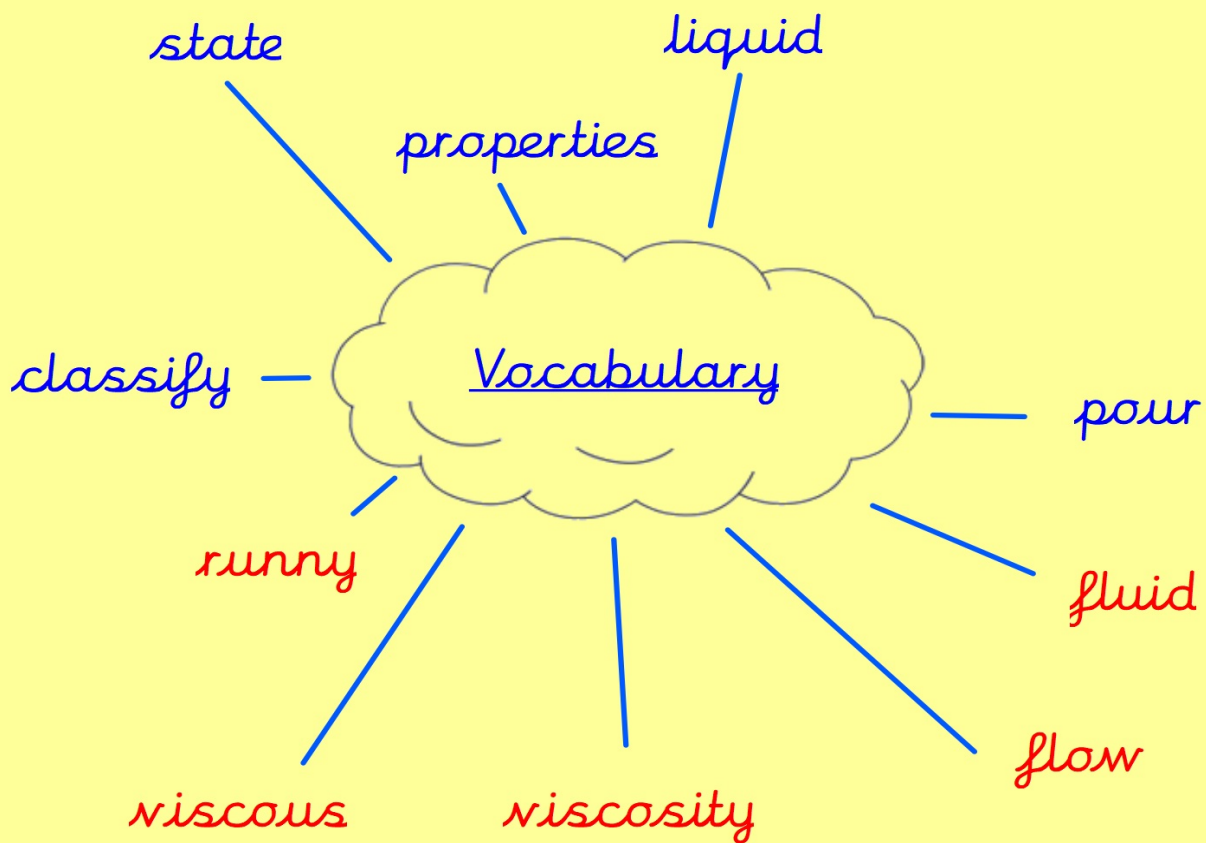 state
liquid
properties
classify
Vocabulary
pour
runny
fluid
flow
viscous
viscosity